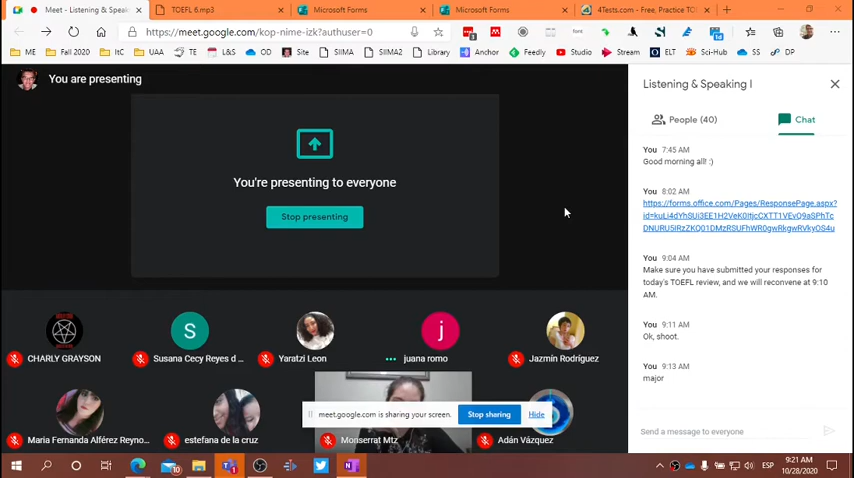 Meet - Listening & Speakin
TOEFL 6.mp3
Microsoft Forms
Microsoft Forms
4Tests.com - Free, Practice TO
https://meet.google.com/kop-nime-izk?authuser=0
ME
Fall 2020
ItC
UAA
TE
L&S
OD
Site
SIIMA
SIIMA2
Library
Anchor
Feedly
Studio
Stream
ELT
Sci-Hub
SS
DP
You are presenting
You're presenting to everyone
Stop presenting
Listening & Speaking I
People (40)
Chat
You 7:45 AM
Good morning all! :)
You 8:02 AM
https://forms.office.com/Pages/ResponsePage.aspx?
You 9:04 AM
Make sure you have submitted your responses for
today's TOEFL review, and we will reconvene at 9:10
AM.
You 9:11 AM
Ok, shoot.
You 9:13 AM
major
Send a message to everyone
S
j
CHARLY GRAYSON
Susana Cecy Reyes d ...
Yaratzi Leon
juana romo
Jazmín Rodríguez
meet.google.com is sharing your screen.
Stop sharing
Hide
Maria Fernanda Alférez Reyno...
estefana de la cruz
Monserrat Mtz
Adán Vázquez
10
1
ESP
9:21 AM
10/28/2020